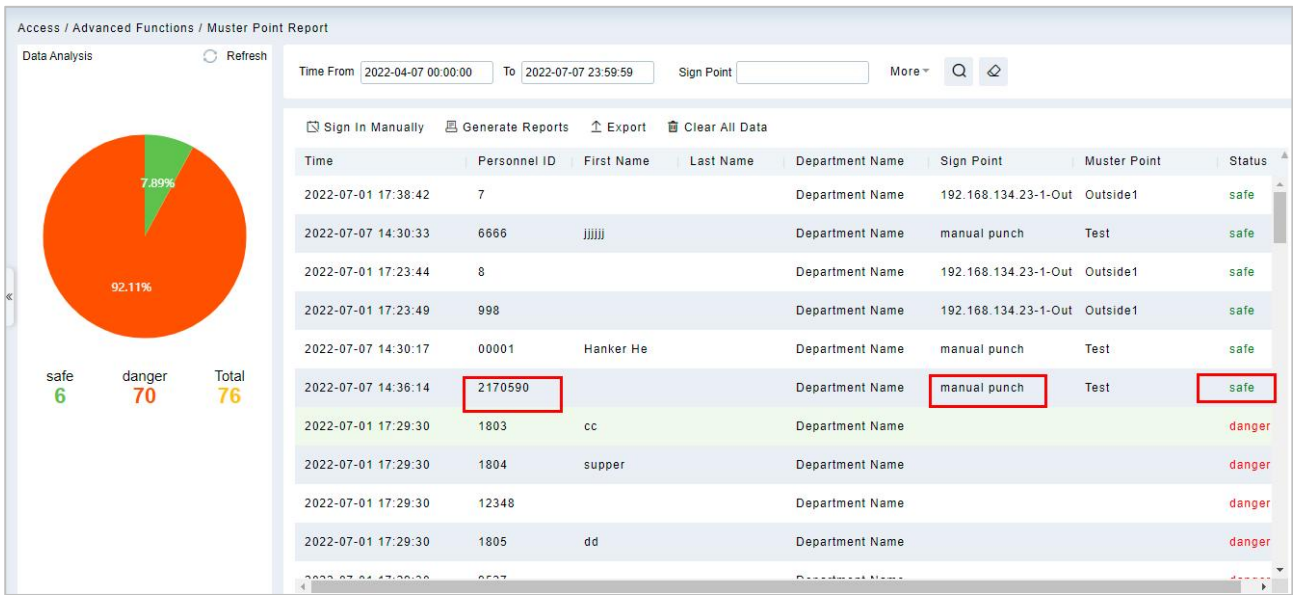 Access / Advanced Functions / Muster Point Report
Data Analysis Refresh
7.89%
92.11%
safe danger Total
6 70 76
Time From 2022-04-07 00:00:00 To 2022-07-07 23:59:59 Sign Point More
Sign In Manually Generate Reports Export Clear All Data
Time Personnel ID First Name Last Name Department Name Sign Point Muster Point Status
2022-07-01 17:38:42 7 Department Name 192.168.134.23-1-Out Outside1 safe
2022-07-07 14:30:33 6666 jjjjjj Department Name manual punch Test safe
2022-07-01 17:23:44 8 Department Name 192.168.134.23-1-Out Outside1 safe
2022-07-01 17:23:49 998 Department Name 192.168.134.23-1-Out Outside1 safe
2022-07-07 14:30:17 00001 Hanker He Department Name manual punch Test safe
2022-07-07 14:36:14 2170590 Department Name manual punch Test safe
2022-07-01 17:29:30 1803 cc Department Name danger
2022-07-01 17:29:30 1804 supper Department Name danger
2022-07-01 17:29:30 12348 Department Name danger
2022-07-01 17:29:30 1805 dd Department Name danger